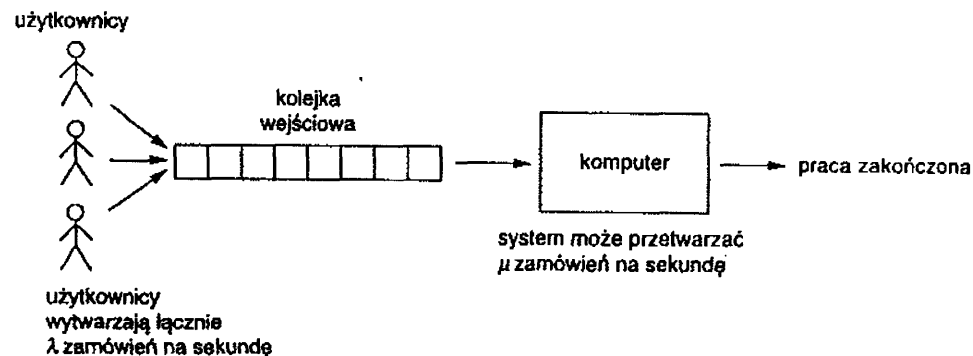 użytkownicy
kolejka
wejściowa
komputer
praca zakończona
system może przetwarzać
μ zamówień na sekundę
użytkownicy
wytwarzają łącznie
λ zamówień na sekundę